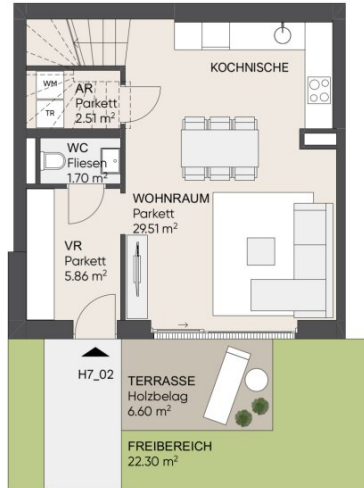 KOCHNISCHE
WM
AR
Parkett
2.51 m²
TR
WC
Fliesen
1.70 m²
WOHNRAUM
Parkett
29.51 m²
VR
Parkett
5.86 m²
H7_02
TERRASSE
Holzbelag
6.60 m²
FREIBEREICH
22.30 m²